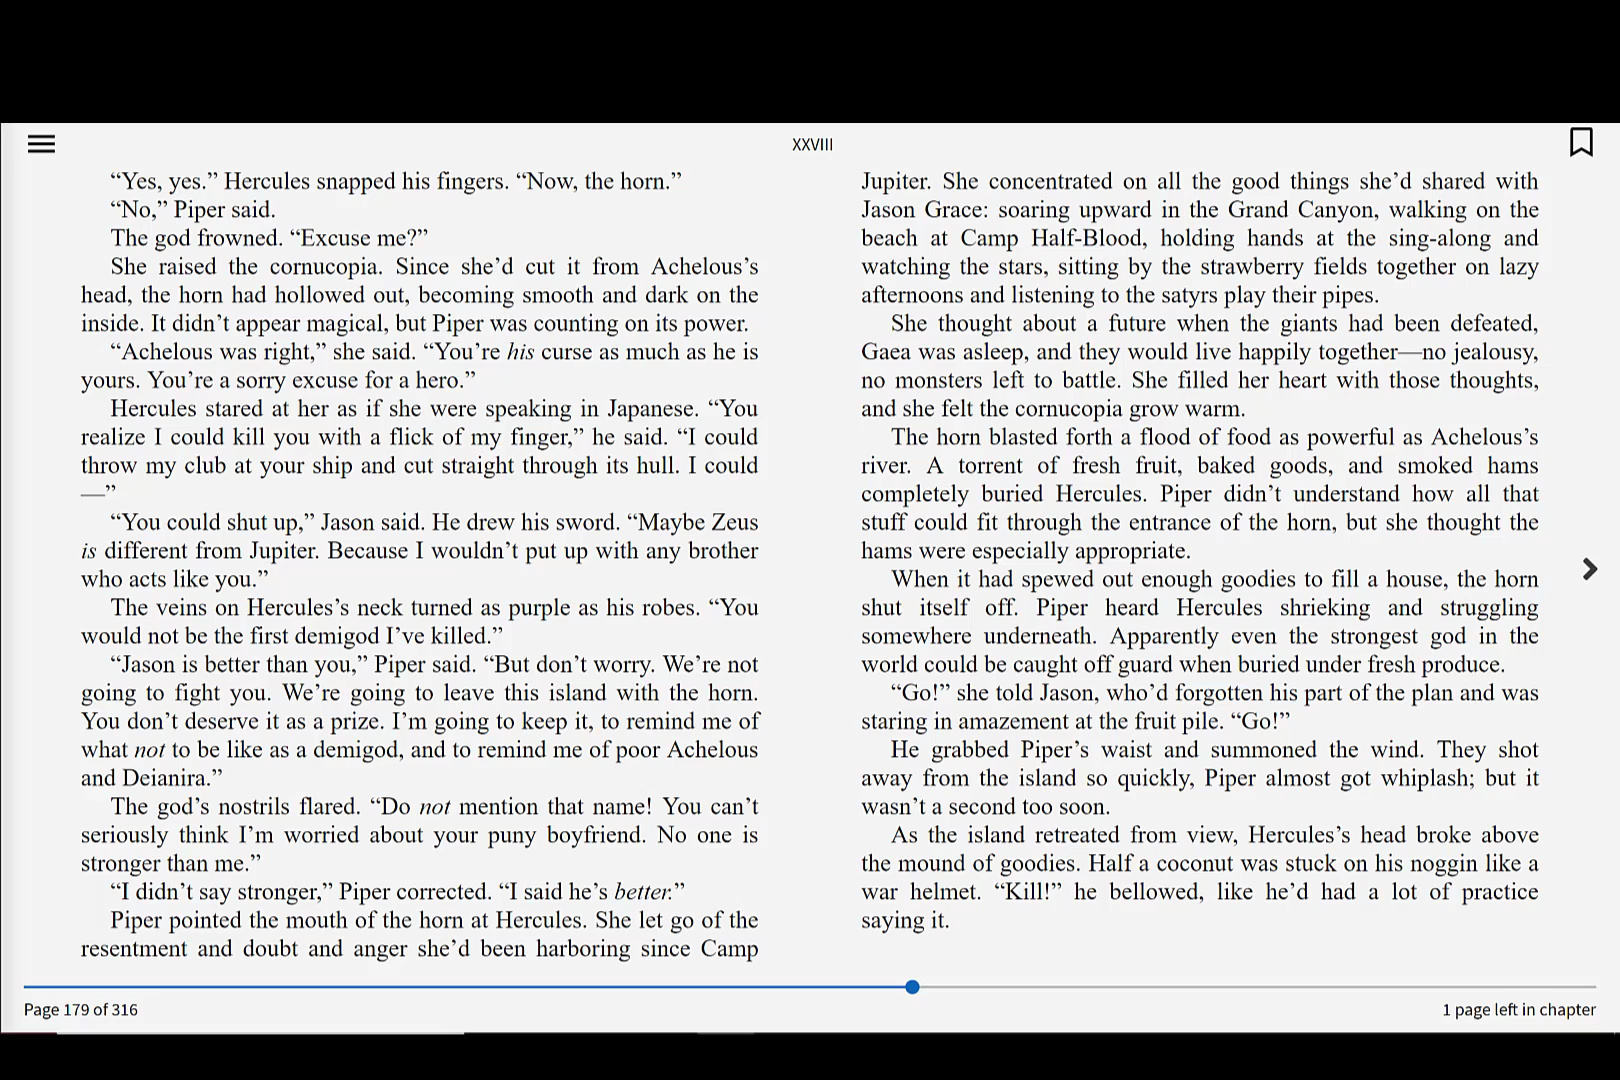 XXVIII
“Yes, yes.” Hercules snapped his fingers. “Now, the horn.”
“No,” Piper said.
The god frowned. “Excuse me?”
She raised the cornucopia. Since she’d cut it from Achelous’s
head, the horn had hollowed out, becoming smooth and dark on the
inside. It didn’t appear magical, but Piper was counting on its power.
“Achelous was right,” she said. “You’re his curse as much as he is
yours. You’re a sorry excuse for a hero.”
Hercules stared at her as if she were speaking in Japanese. “You
realize I could kill you with a flick of my finger,” he said. “I could
throw my club at your ship and cut straight through its hull. I could
—”
“You could shut up,” Jason said. He drew his sword. “Maybe Zeus
is different from Jupiter. Because I wouldn’t put up with any brother
who acts like you.”
The veins on Hercules’s neck turned as purple as his robes. “You
would not be the first demigod I’ve killed.”
“Jason is better than you,” Piper said. “But don’t worry. We’re not
going to fight you. We’re going to leave this island with the horn.
You don’t deserve it as a prize. I’m going to keep it, to remind me of
what not to be like as a demigod, and to remind me of poor Achelous
and Deianira.”
The god’s nostrils flared. “Do not mention that name! You can’t
seriously think I’m worried about your puny boyfriend. No one is
stronger than me.”
“I didn’t say stronger,” Piper corrected. “I said he’s better.”
Piper pointed the mouth of the horn at Hercules. She let go of the
resentment and doubt and anger she’d been harboring since Camp
Jupiter. She concentrated on all the good things she’d shared with
Jason Grace: soaring upward in the Grand Canyon, walking on the
beach at Camp Half-Blood, holding hands at the sing-along and
watching the stars, sitting by the strawberry fields together on lazy
afternoons and listening to the satyrs play their pipes.
She thought about a future when the giants had been defeated,
Gaea was asleep, and they would live happily together—no jealousy,
no monsters left to battle. She filled her heart with those thoughts,
and she felt the cornucopia grow warm.
The horn blasted forth a flood of food as powerful as Achelous’s
river. A torrent of fresh fruit, baked goods, and smoked hams
completely buried Hercules. Piper didn’t understand how all that
stuff could fit through the entrance of the horn, but she thought the
hams were especially appropriate.
When it had spewed out enough goodies to fill a house, the horn
shut itself off. Piper heard Hercules shrieking and struggling
somewhere underneath. Apparently even the strongest god in the
world could be caught off guard when buried under fresh produce.
“Go!” she told Jason, who’d forgotten his part of the plan and was
staring in amazement at the fruit pile. “Go!”
He grabbed Piper’s waist and summoned the wind. They shot
away from the island so quickly, Piper almost got whiplash; but it
wasn’t a second too soon.
As the island retreated from view, Hercules’s head broke above
the mound of goodies. Half a coconut was stuck on his noggin like a
war helmet. “Kill!” he bellowed, like he’d had a lot of practice
saying it.
Page 179 of 316
1 page left in chapter